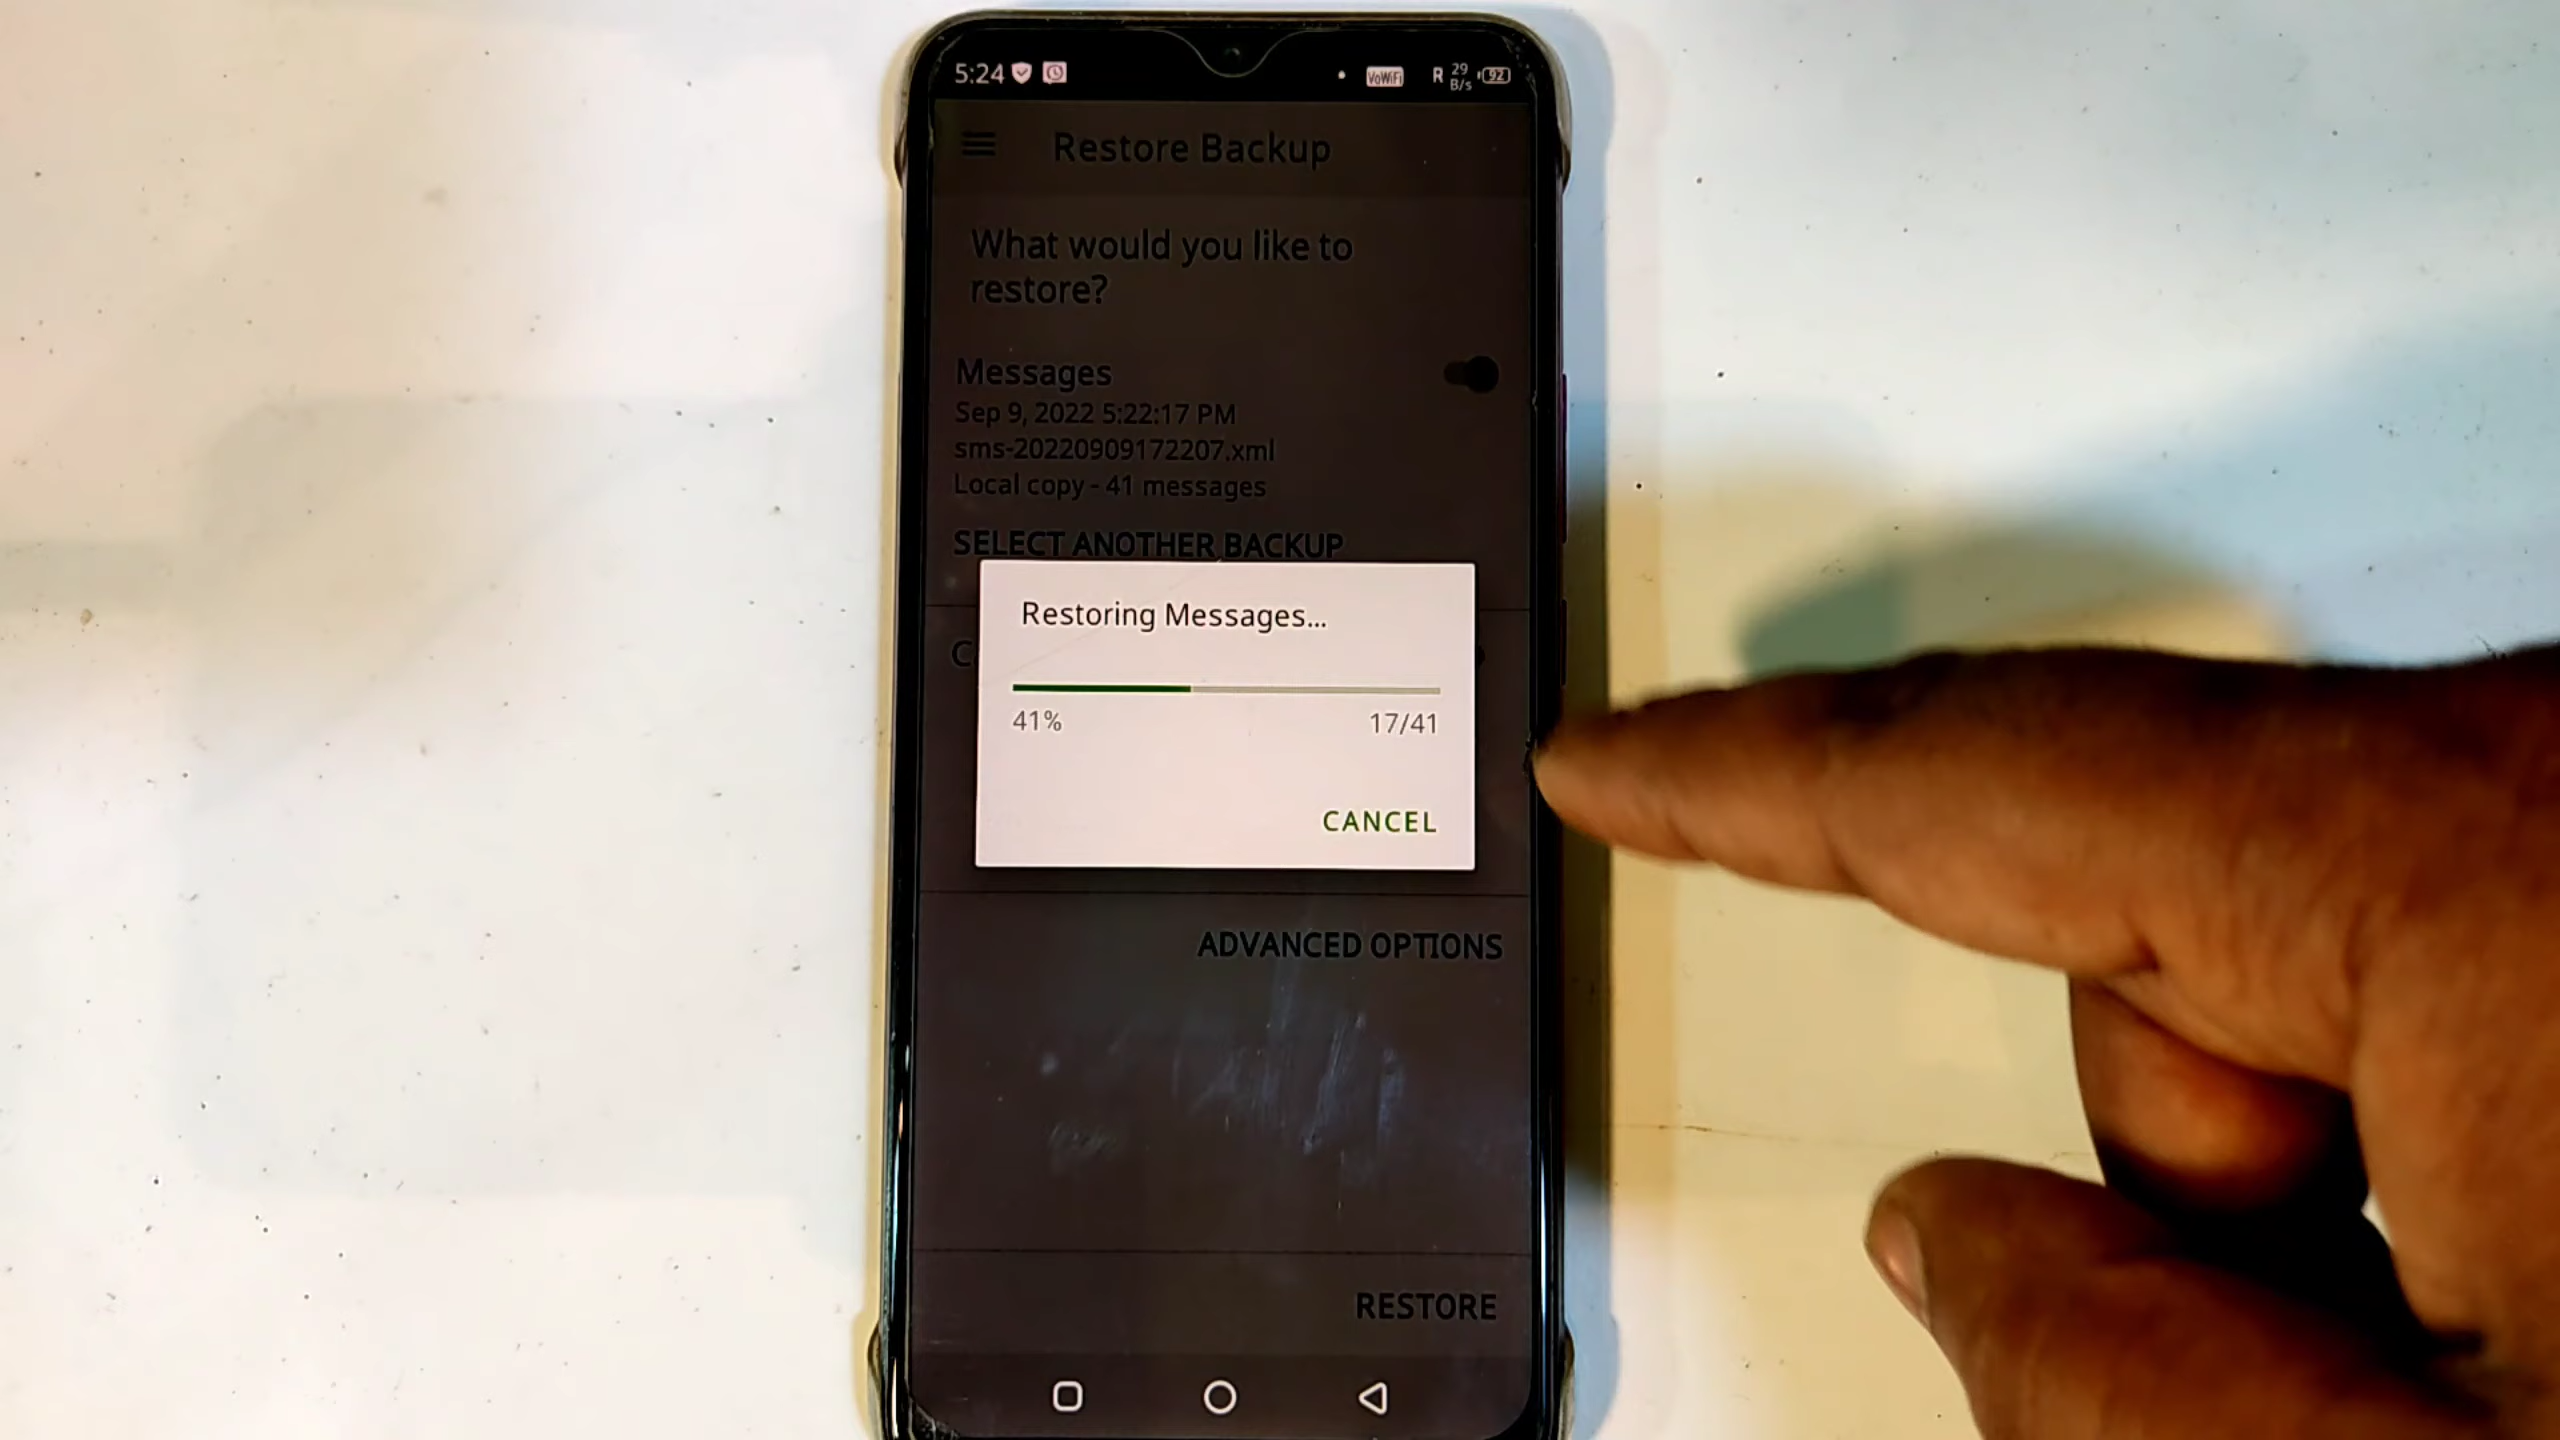 5:24 VoWiFi R 29 B/s 92
Restore Backup
What would you like to
restore?
Messages
Sep 9, 2022 5:22:17 PM
sms-20220909172207.xml
Local copy - 41 messages
SELECT ANOTHER BACKUP
Restoring Messages...
41% 17/41
CANCEL
ADVANCED OPTIONS
RESTORE